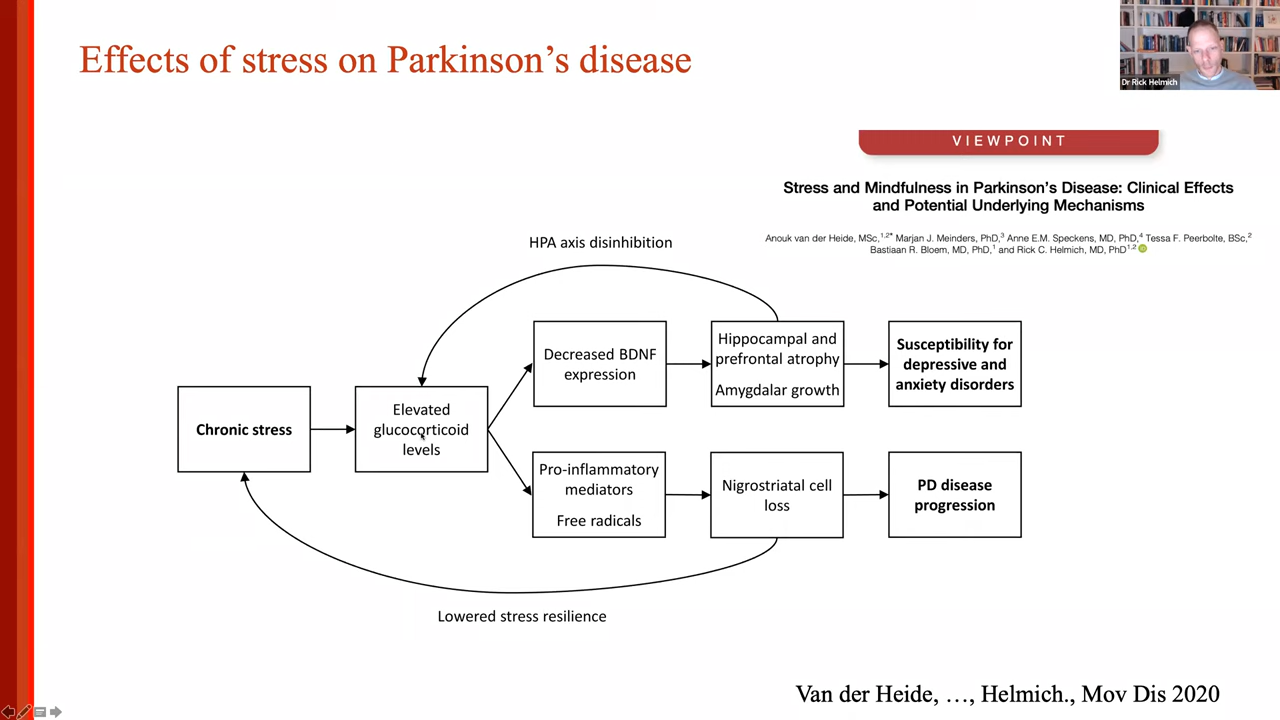 Effects of stress on Parkinson’s disease
Dr Rick Helmich
VIEWPOINT
Stress and Mindfulness in Parkinson’s Disease: Clinical Effects
and Potential Underlying Mechanisms
Anouk van der Heide, MSc,1,2* Marjan J. Meinders, PhD,3 Anne E.M. Speckens, MD, PhD,4 Tessa F. Peerbolte, BSc,2
Bastiaan R. Bloem, MD, PhD,1 and Rick C. Helmich, MD, PhD1,2 iD
HPA axis disinhibition
Chronic stress
Elevated
glucocorticoid
levels
Decreased BDNF
expression
Hippocampal and
prefrontal atrophy
Amygdalar growth
Susceptibility for
depressive and
anxiety disorders
Pro-inflammatory
mediators
Free radicals
Nigrostriatal cell
loss
PD disease
progression
Lowered stress resilience
Van der Heide, …, Helmich., Mov Dis 2020